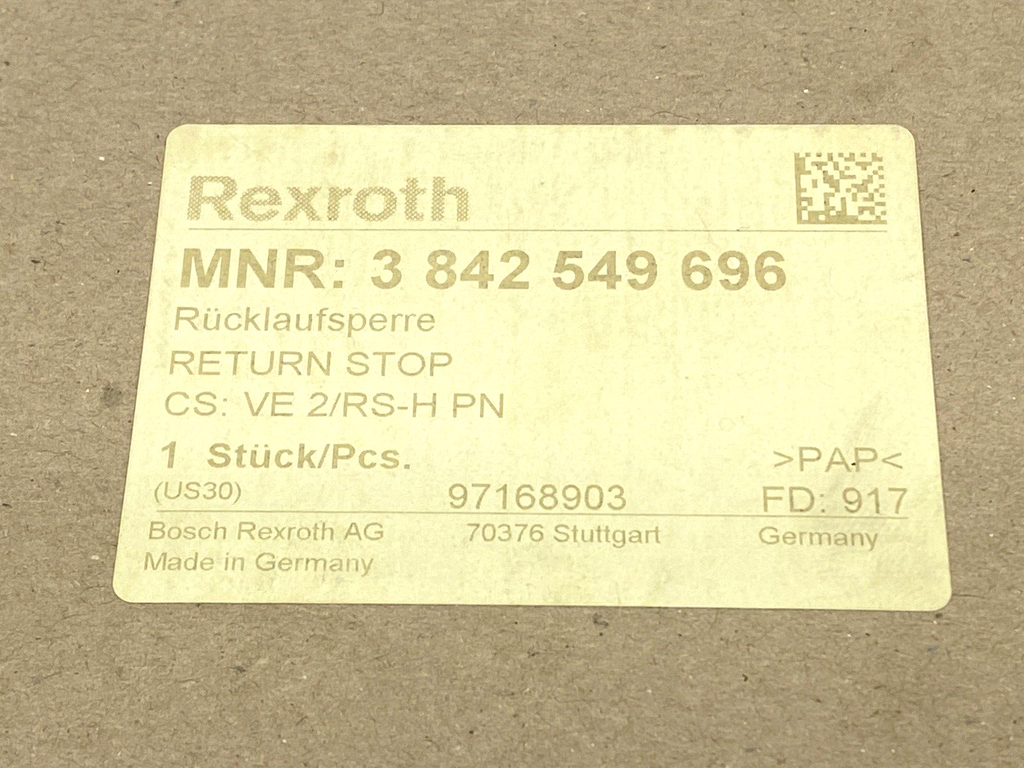 Rexroth
MNR: 3 842 549 696
Rücklaufsperre
RETURN STOP
CS: VE 2/RS-H PN
1 Stück/Pcs. >PAP<
(US30) 97168903 FD: 917
Bosch Rexroth AG 70376 Stuttgart Germany
Made in Germany